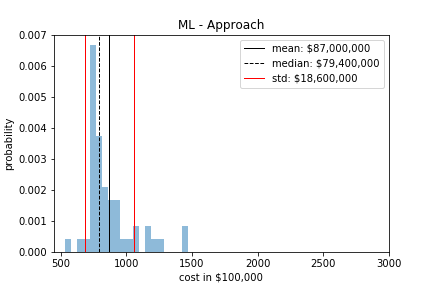 ML - Approach
0.007
0.006
0.005
0.004
0.003
0.002
0.001
0.000
probability
mean: $87,000,000
median: $79,400,000
std: $18,600,000
500
1000
1500
2000
2500
3000
cost in $100,000